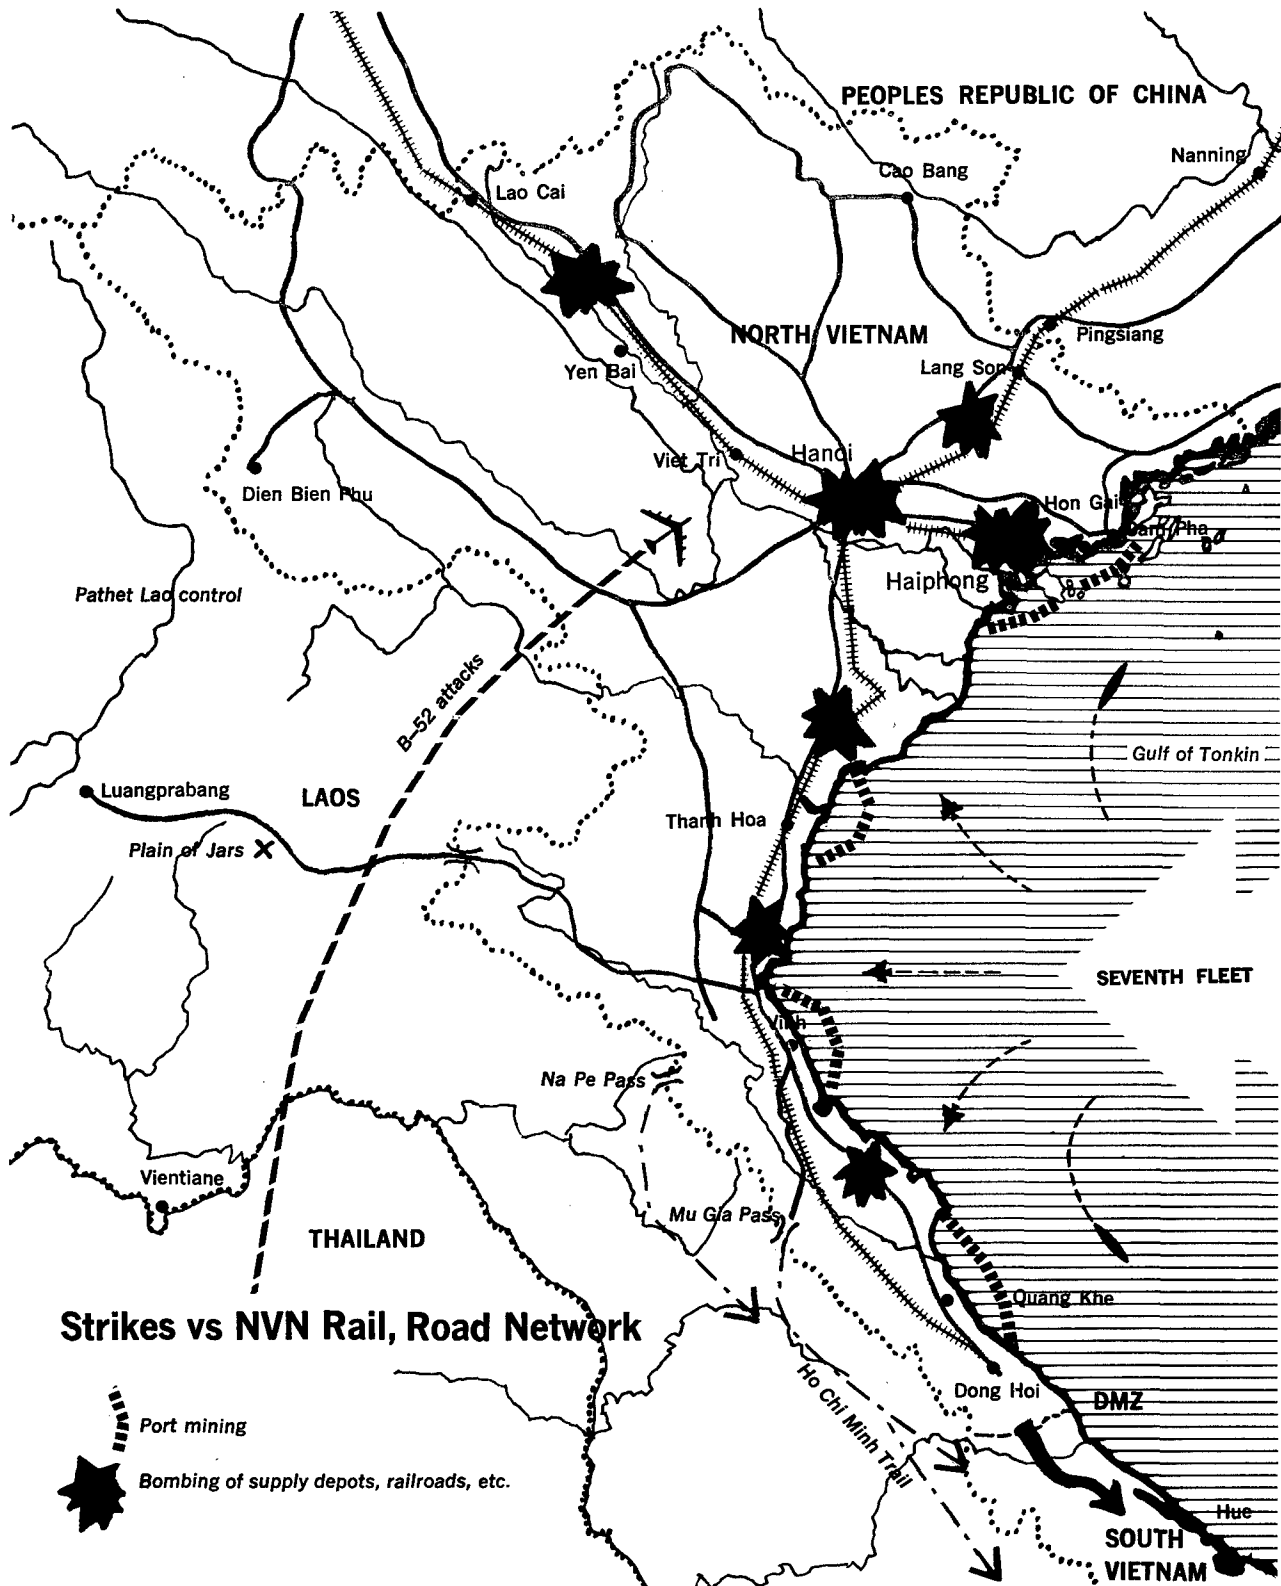 PEOPLES REPUBLIC OF CHINA
Nanning
Cao Bang
Lao Cai
NORTH VIETNAM
Pingsiang
Lang Son
Yen Bai
Viet Tri
Hanoi
Dien Bien Phu
Hon Gai
Cam Pha
Haiphong
Pathet Lao control
B-52 attacks
Gulf of Tonkin
Luangprabang
LAOS
Thanh Hoa
Plain of Jars
SEVENTH FLEET
Vinh
Na Pe Pass
Vientiane
Mu Gia Pass
THAILAND
Quang Khe
Strikes vs NVN Rail, Road Network
Dong Hoi
DMZ
Ho Chi Minh Trail
Port mining
Bombing of supply depots, railroads, etc.
Hue
SOUTH
VIETNAM